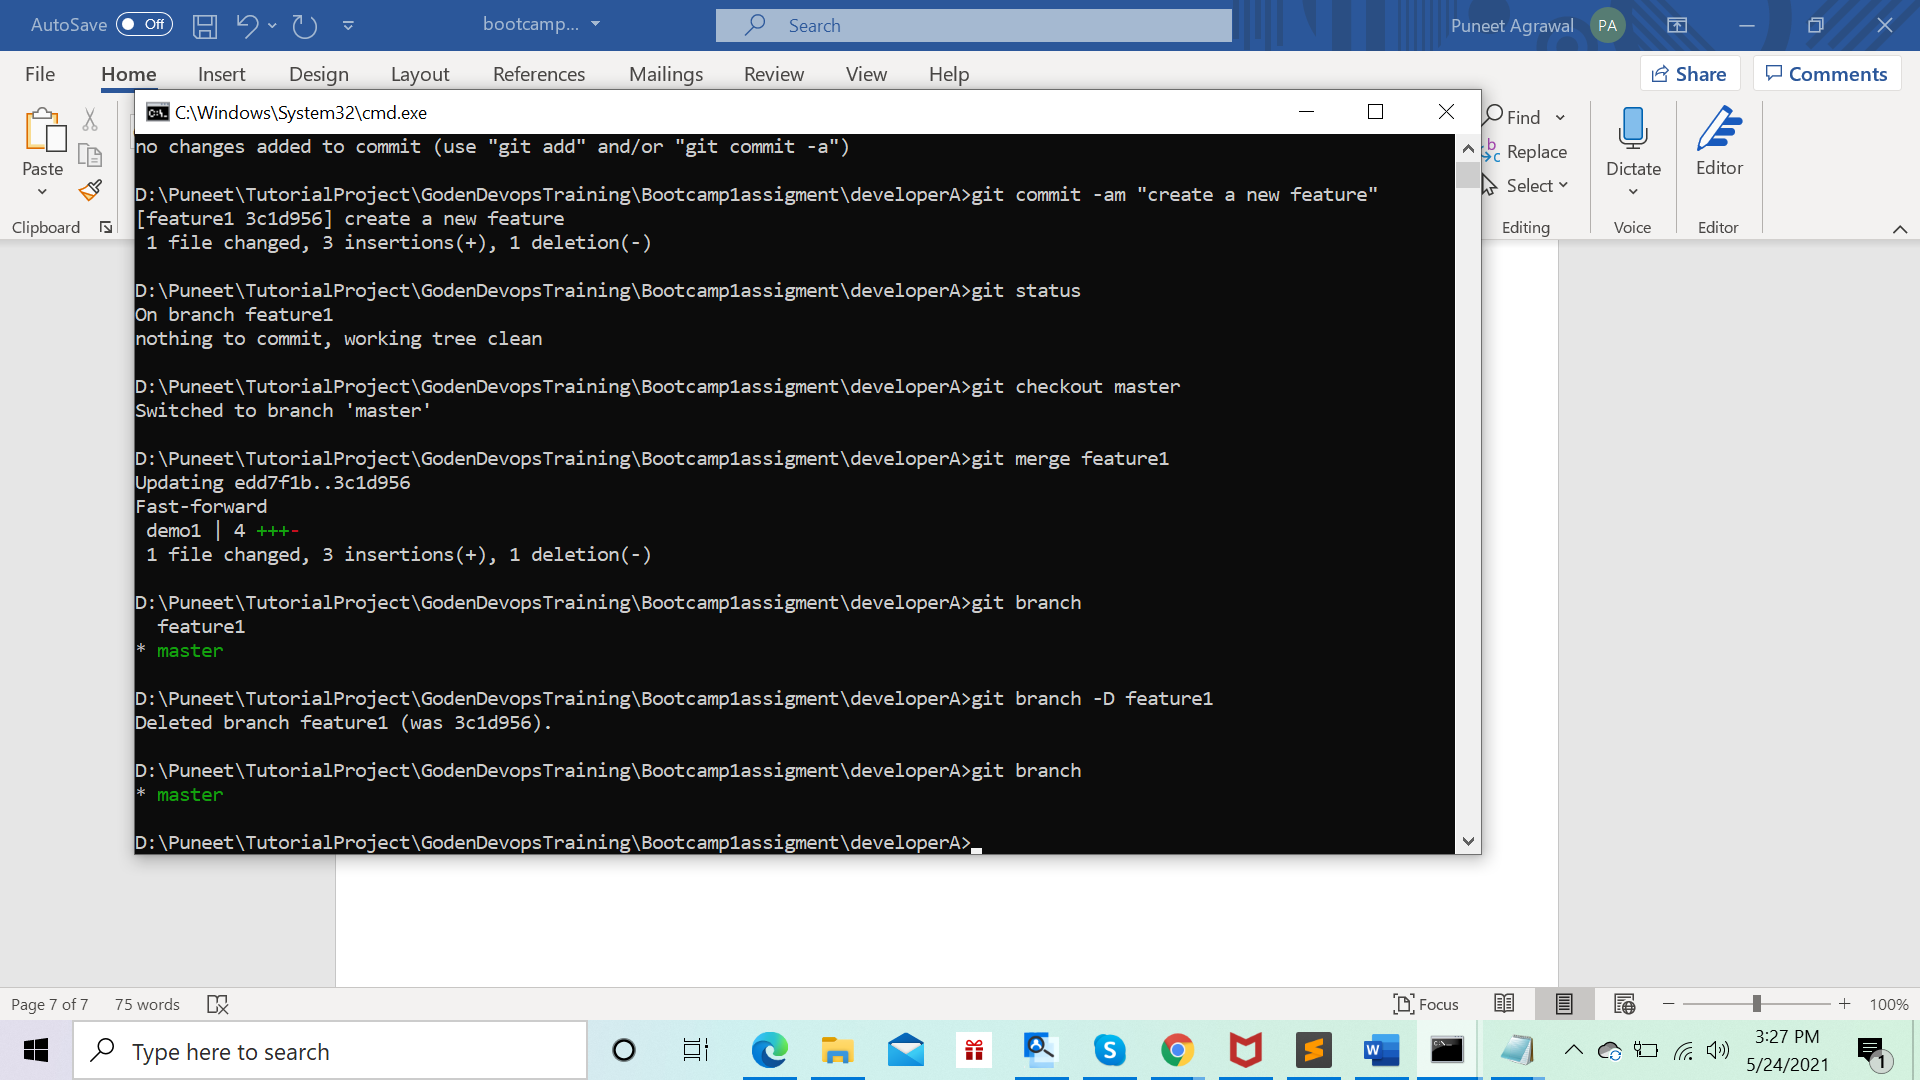 AutoSave Off bootcamp... Search Puneet Agrawal PA
File Home Insert Design Layout References Mailings Review View Help Share Comments
C:\Windows\System32\cmd.exe
Paste
Clipboard
Find
Replace
Select
Editing
Dictate
Voice
Editor
Editor
no changes added to commit (use "git add" and/or "git commit -a")
D:\Puneet\TutorialProject\GodenDevopsTraining\Bootcamp1assigment\developerA>git commit -am "create a new feature"
[feature1 3c1d956] create a new feature
1 file changed, 3 insertions(+), 1 deletion(-)
D:\Puneet\TutorialProject\GodenDevopsTraining\Bootcamp1assigment\developerA>git status
On branch feature1
nothing to commit, working tree clean
D:\Puneet\TutorialProject\GodenDevopsTraining\Bootcamp1assigment\developerA>git checkout master
Switched to branch 'master'
D:\Puneet\TutorialProject\GodenDevopsTraining\Bootcamp1assigment\developerA>git merge feature1
Updating edd7f1b..3c1d956
Fast-forward
demo1 | 4 +++-
1 file changed, 3 insertions(+), 1 deletion(-)
D:\Puneet\TutorialProject\GodenDevopsTraining\Bootcamp1assigment\developerA>git branch
feature1
* master
D:\Puneet\TutorialProject\GodenDevopsTraining\Bootcamp1assigment\developerA>git branch -D feature1
Deleted branch feature1 (was 3c1d956).
D:\Puneet\TutorialProject\GodenDevopsTraining\Bootcamp1assigment\developerA>git branch
* master
D:\Puneet\TutorialProject\GodenDevopsTraining\Bootcamp1assigment\developerA>
Page 7 of 7 75 words Focus 100%
Type here to search
3:27 PM
5/24/2021
1